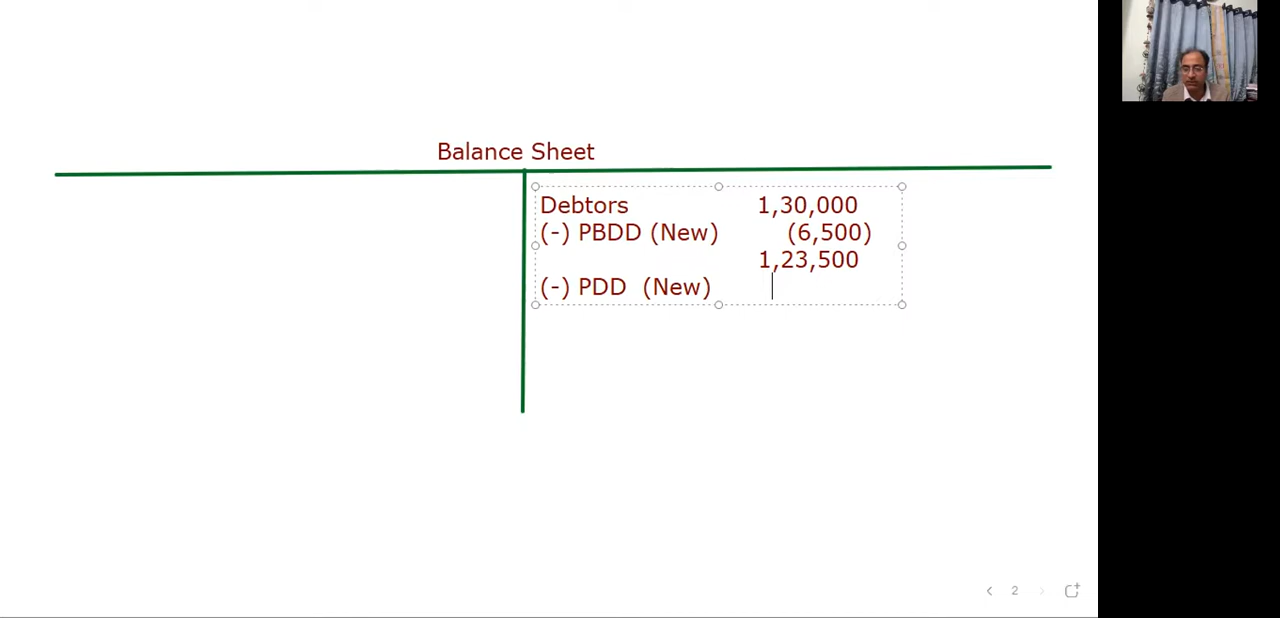 Balance Sheet
Debtors 1,30,000
(-) PBDD (New) (6,500)
1,23,500
(-) PDD (New)
2